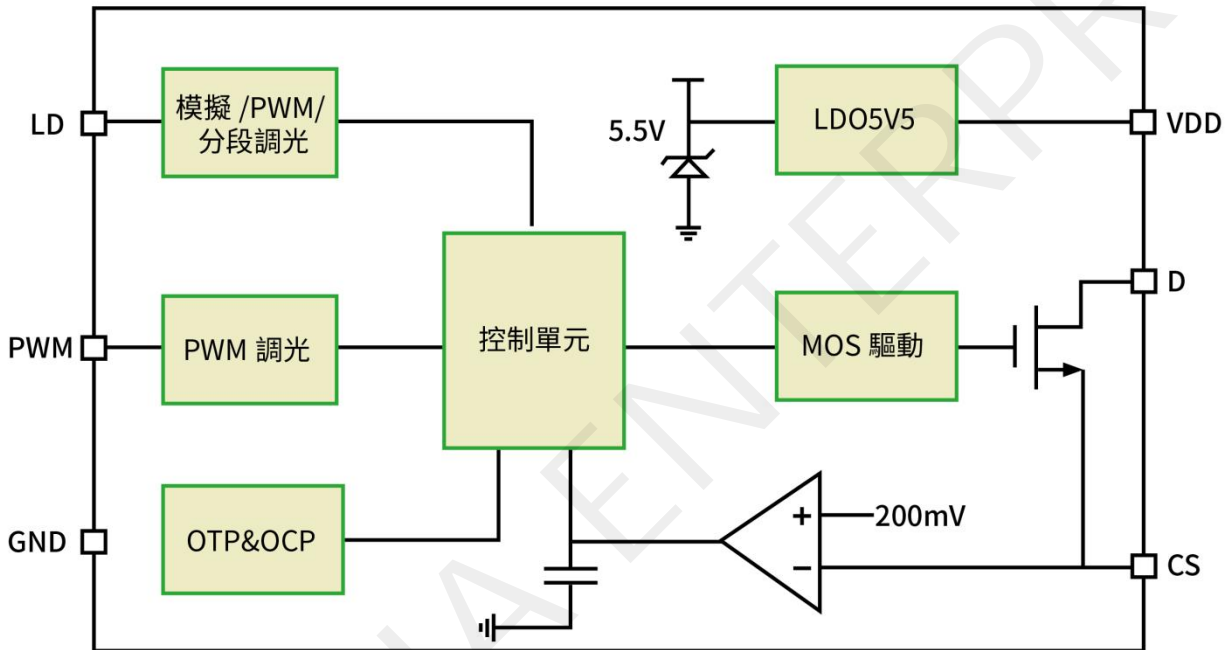 LD
模擬 /PWM/
分段調光
5.5V
LDO5V5
VDD
D
PWM
PWM 調光
控制單元
MOS 驅動
GND
OTP&OCP
+
200mV
−
CS